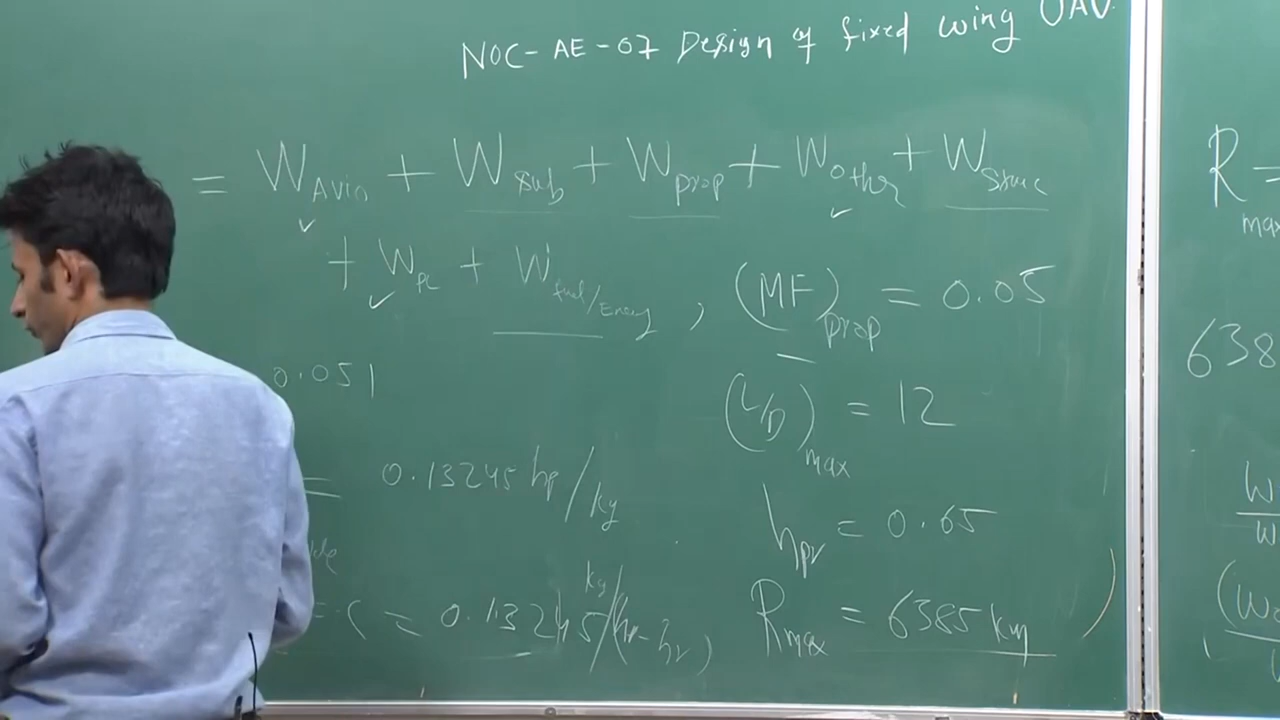 NOC-AE-07 Design of fixed wing UAV
= W_Avio + W_sub + W_prop + W_other + W_struc
+ W_PL + W_fuel/Energy , (MF)_prop = 0.05
0.051
(L/D)_max = 12
= 0.13245 hp/kg
η_pr = 0.65
= c = 0.13245 kg/(hp-hr)
R_max = 6385 km
R_max =
638
W
W
(W